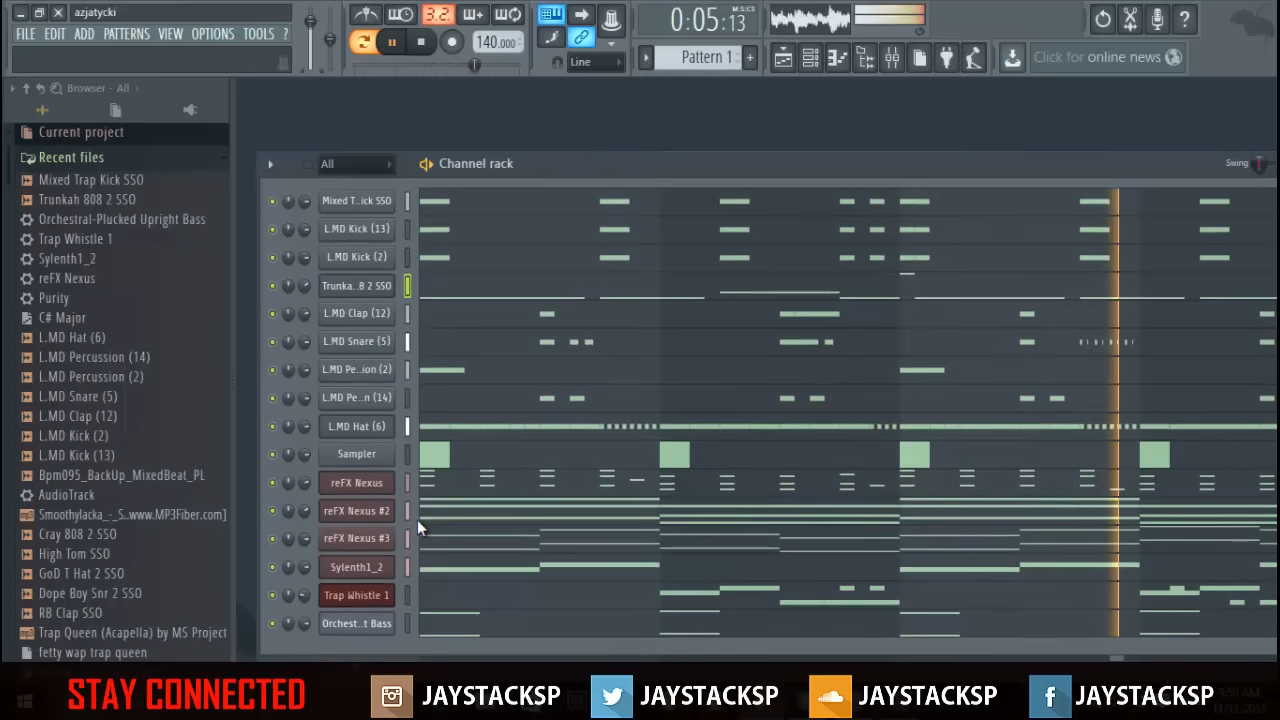 azjatycki
FILE EDIT ADD PATTERNS VIEW OPTIONS TOOLS ?
3.2
140.000
Line
0:05:13
M:S:CS
Pattern 1
Click for online news
Browser - All
Current project
Recent files
Mixed Trap Kick SSO
Trunkah 808 2 SSO
Orchestral-Plucked Upright Bass
Trap Whistle 1
Sylenth1_2
reFX Nexus
Purity
C# Major
L.MD Hat (6)
L.MD Percussion (14)
L.MD Percussion (2)
L.MD Snare (5)
L.MD Clap (12)
L.MD Kick (2)
L.MD Kick (13)
Bpm095_BackUp_MixedBeat_PL
AudioTrack
Smoothylacka_-_S..www.MP3Fiber.com]
Cray 808 2 SSO
High Tom SSO
GoD T Hat 2 SSO
Dope Boy Snr 2 SSO
RB Clap SSO
Trap Queen (Acapella) by MS Project
fetty wap trap queen
All
Channel rack
Swing
Mixed T..ick SSO
L.MD Kick (13)
L.MD Kick (2)
Trunka..B 2 SSO
L.MD Clap (12)
L.MD Snare (5)
L.MD Pe..ion (2)
L.MD Pe..n (14)
L.MD Hat (6)
Sampler
reFX Nexus
reFX Nexus #2
reFX Nexus #3
Sylenth1_2
Trap Whistle 1
Orchest..t Bass
STAY CONNECTED
JAYSTACKSP
JAYSTACKSP
JAYSTACKSP
JAYSTACKSP